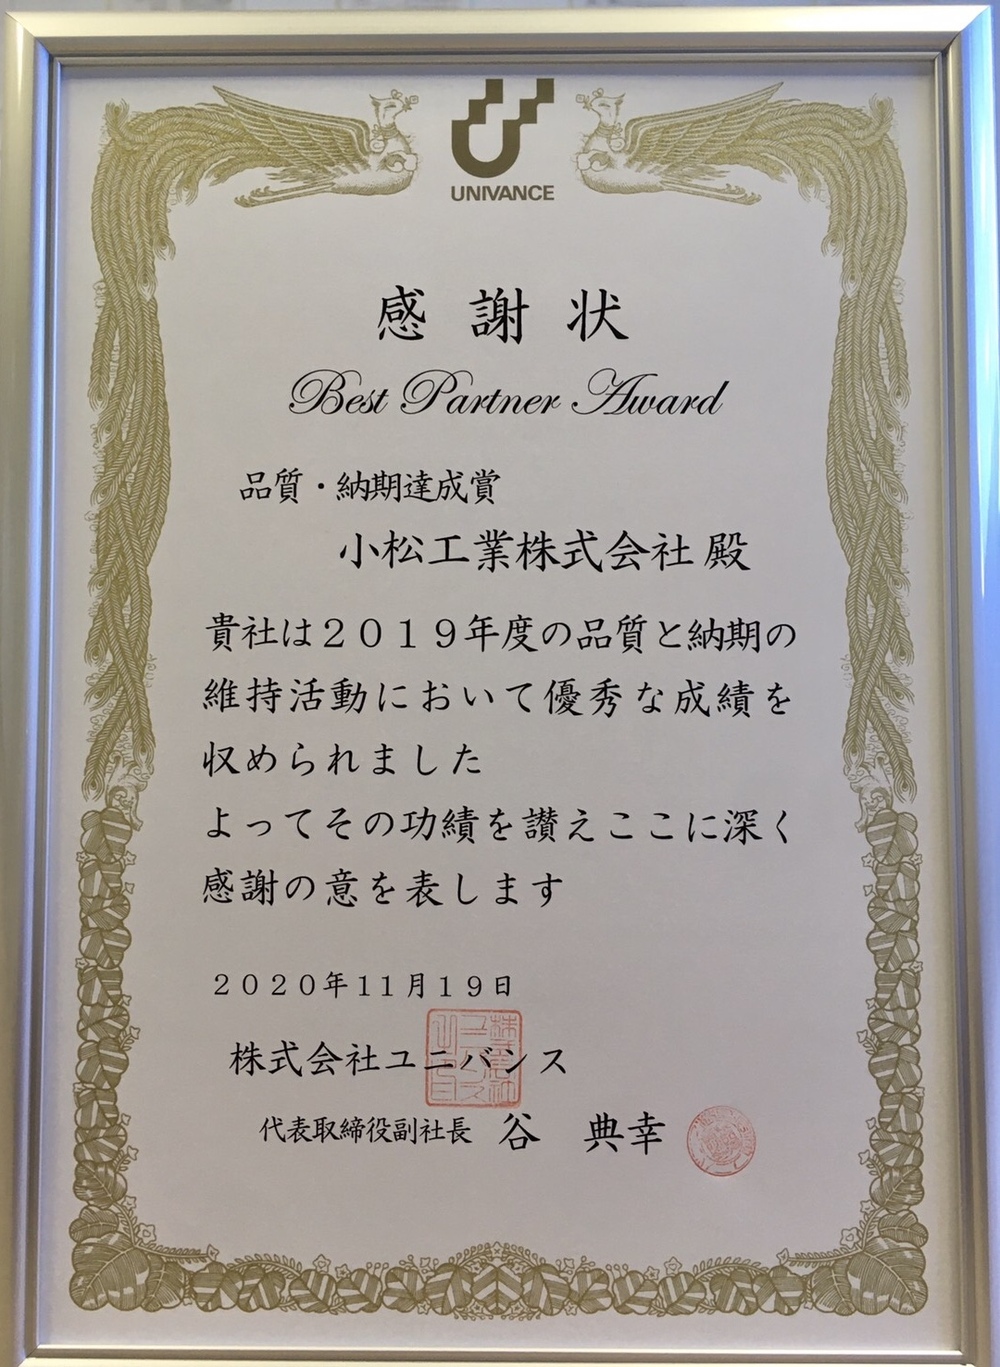 UNIVANCE
感謝状
Best Partner Award
品質・納期達成賞
小松工業株式会社 殿
貴社は２０１９年度の品質と納期の
維持活動において優秀な成績を
収められました
よってその功績を讃えここに深く
感謝の意を表します
２０２０年１１月１９日
株式会社ユニバンス
代表取締役副社長 谷 典幸